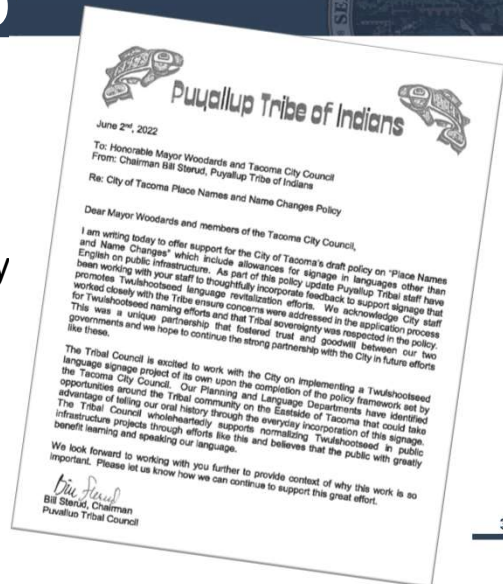 SE
Puyallup Tribe of Indians
June 2nd, 2022
To: Honorable Mayor Woodards and Tacoma City Council
From: Chairman Bill Sterud, Puyallup Tribe of Indians
Re: City of Tacoma Place Names and Name Changes Policy
Dear Mayor Woodards and members of the Tacoma City Council,
I am writing today to offer support for the City of Tacoma's draft policy on "Place Names
and Name Changes" which include allowances for signage in languages other than
English on public infrastructure. As part of this policy update Puyallup Tribal staff have
been working with your staff to thoughtfully incorporate feedback to support signage that
promotes Twulshootseed language revitalization efforts. We acknowledge City staff
worked closely with the Tribe ensure concerns were addressed in the application process
for Twulshootseed naming efforts and that Tribal sovereignty was respected in the policy.
This was a unique partnership that fostered trust and goodwill between our two
governments and we hope to continue the strong partnership with the City in future efforts
like these.
The Tribal Council is excited to work with the City on implementing a Twulshootseed
language signage project of its own upon the completion of the policy framework set by
the Tacoma City Council. Our Planning and Language Departments have identified
opportunities around the Tribal community on the Eastside of Tacoma that could take
advantage of telling our oral history through the everyday incorporation of this signage.
The Tribal Council wholeheartedly supports normalizing Twulshootseed in public
infrastructure projects through efforts like this and believes that the public with greatly
benefit learning and speaking our language.
We look forward to working with you further to provide context of why this work is so
important. Please let us know how we can continue to support this great effort.
Bill Sterud
Bill Sterud, Chairman
Puyallup Tribal Council
y
3